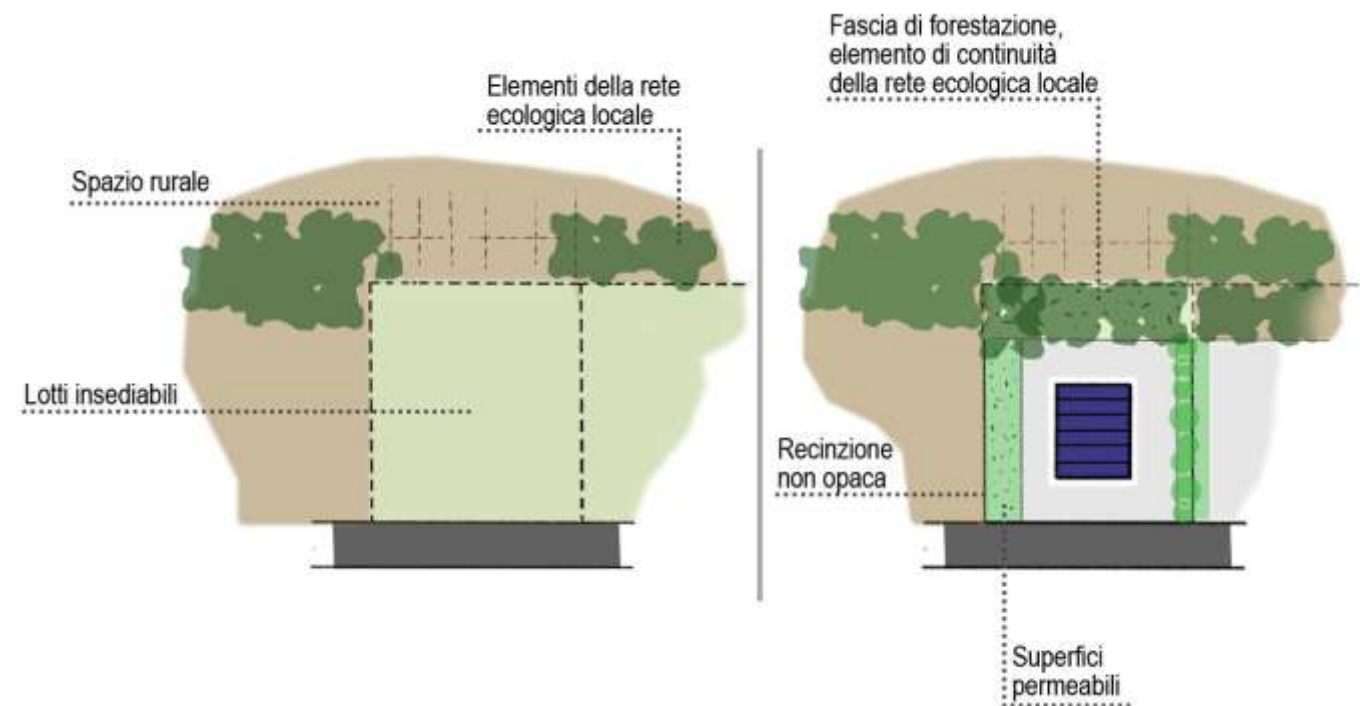 Elementi della rete
ecologica locale
Spazio rurale
Lotti insediabili
Fascia di forestazione,
elemento di continuità
della rete ecologica locale
Recinzione
non opaca
Superfici
permeabili